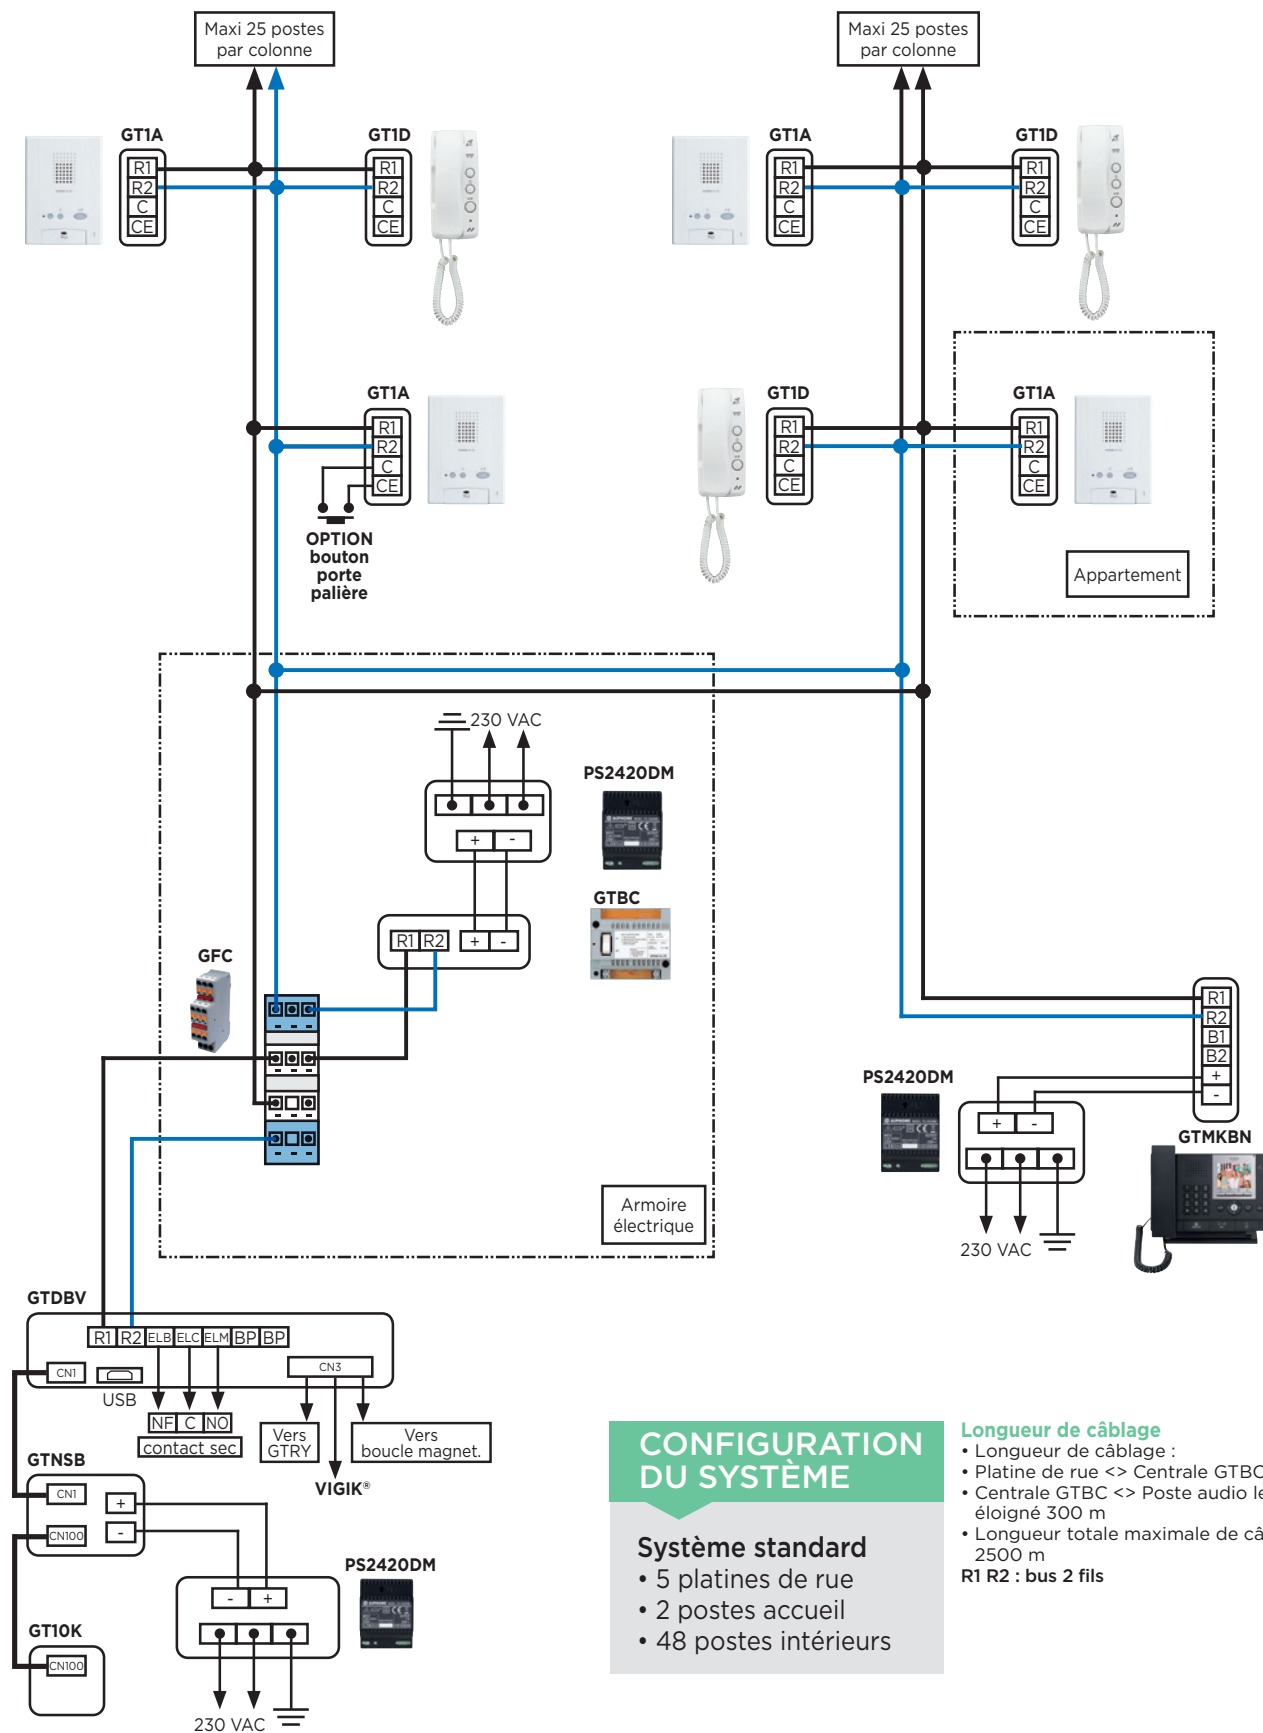 Maxi 25 postes
par colonne
Maxi 25 postes
par colonne
GT1A
R1
R2
C
CE
GT1D
R1
R2
C
CE
GT1A
R1
R2
C
CE
GT1D
R1
R2
C
CE
GT1A
R1
R2
C
CE
OPTION
bouton
porte
palière
GT1D
R1
R2
C
CE
GT1A
R1
R2
C
CE
Appartement
230 VAC
+ -
PS2420DM
GTBC
R1 R2 + -
GFC
Armoire
électrique
R1
R2
B1
B2
+
-
GTMKBN
PS2420DM
+ -
230 VAC
GTDBV
R1 R2 ELB ELC ELM BP BP
CN1
USB
CN3
NF C NO
contact sec
Vers
GTRY
VIGIK®
Vers
boucle magnet.
GTNSB
CN1
+
CN100
-
PS2420DM
- +
230 VAC
GT10K
CN100
CONFIGURATION
DU SYSTÈME
Système standard
• 5 platines de rue
• 2 postes accueil
• 48 postes intérieurs
Longueur de câblage
• Longueur de câblage :
• Platine de rue <> Centrale GTBC
• Centrale GTBC <> Poste audio le
éloigné 300 m
• Longueur totale maximale de câ
2500 m
R1 R2 : bus 2 fils